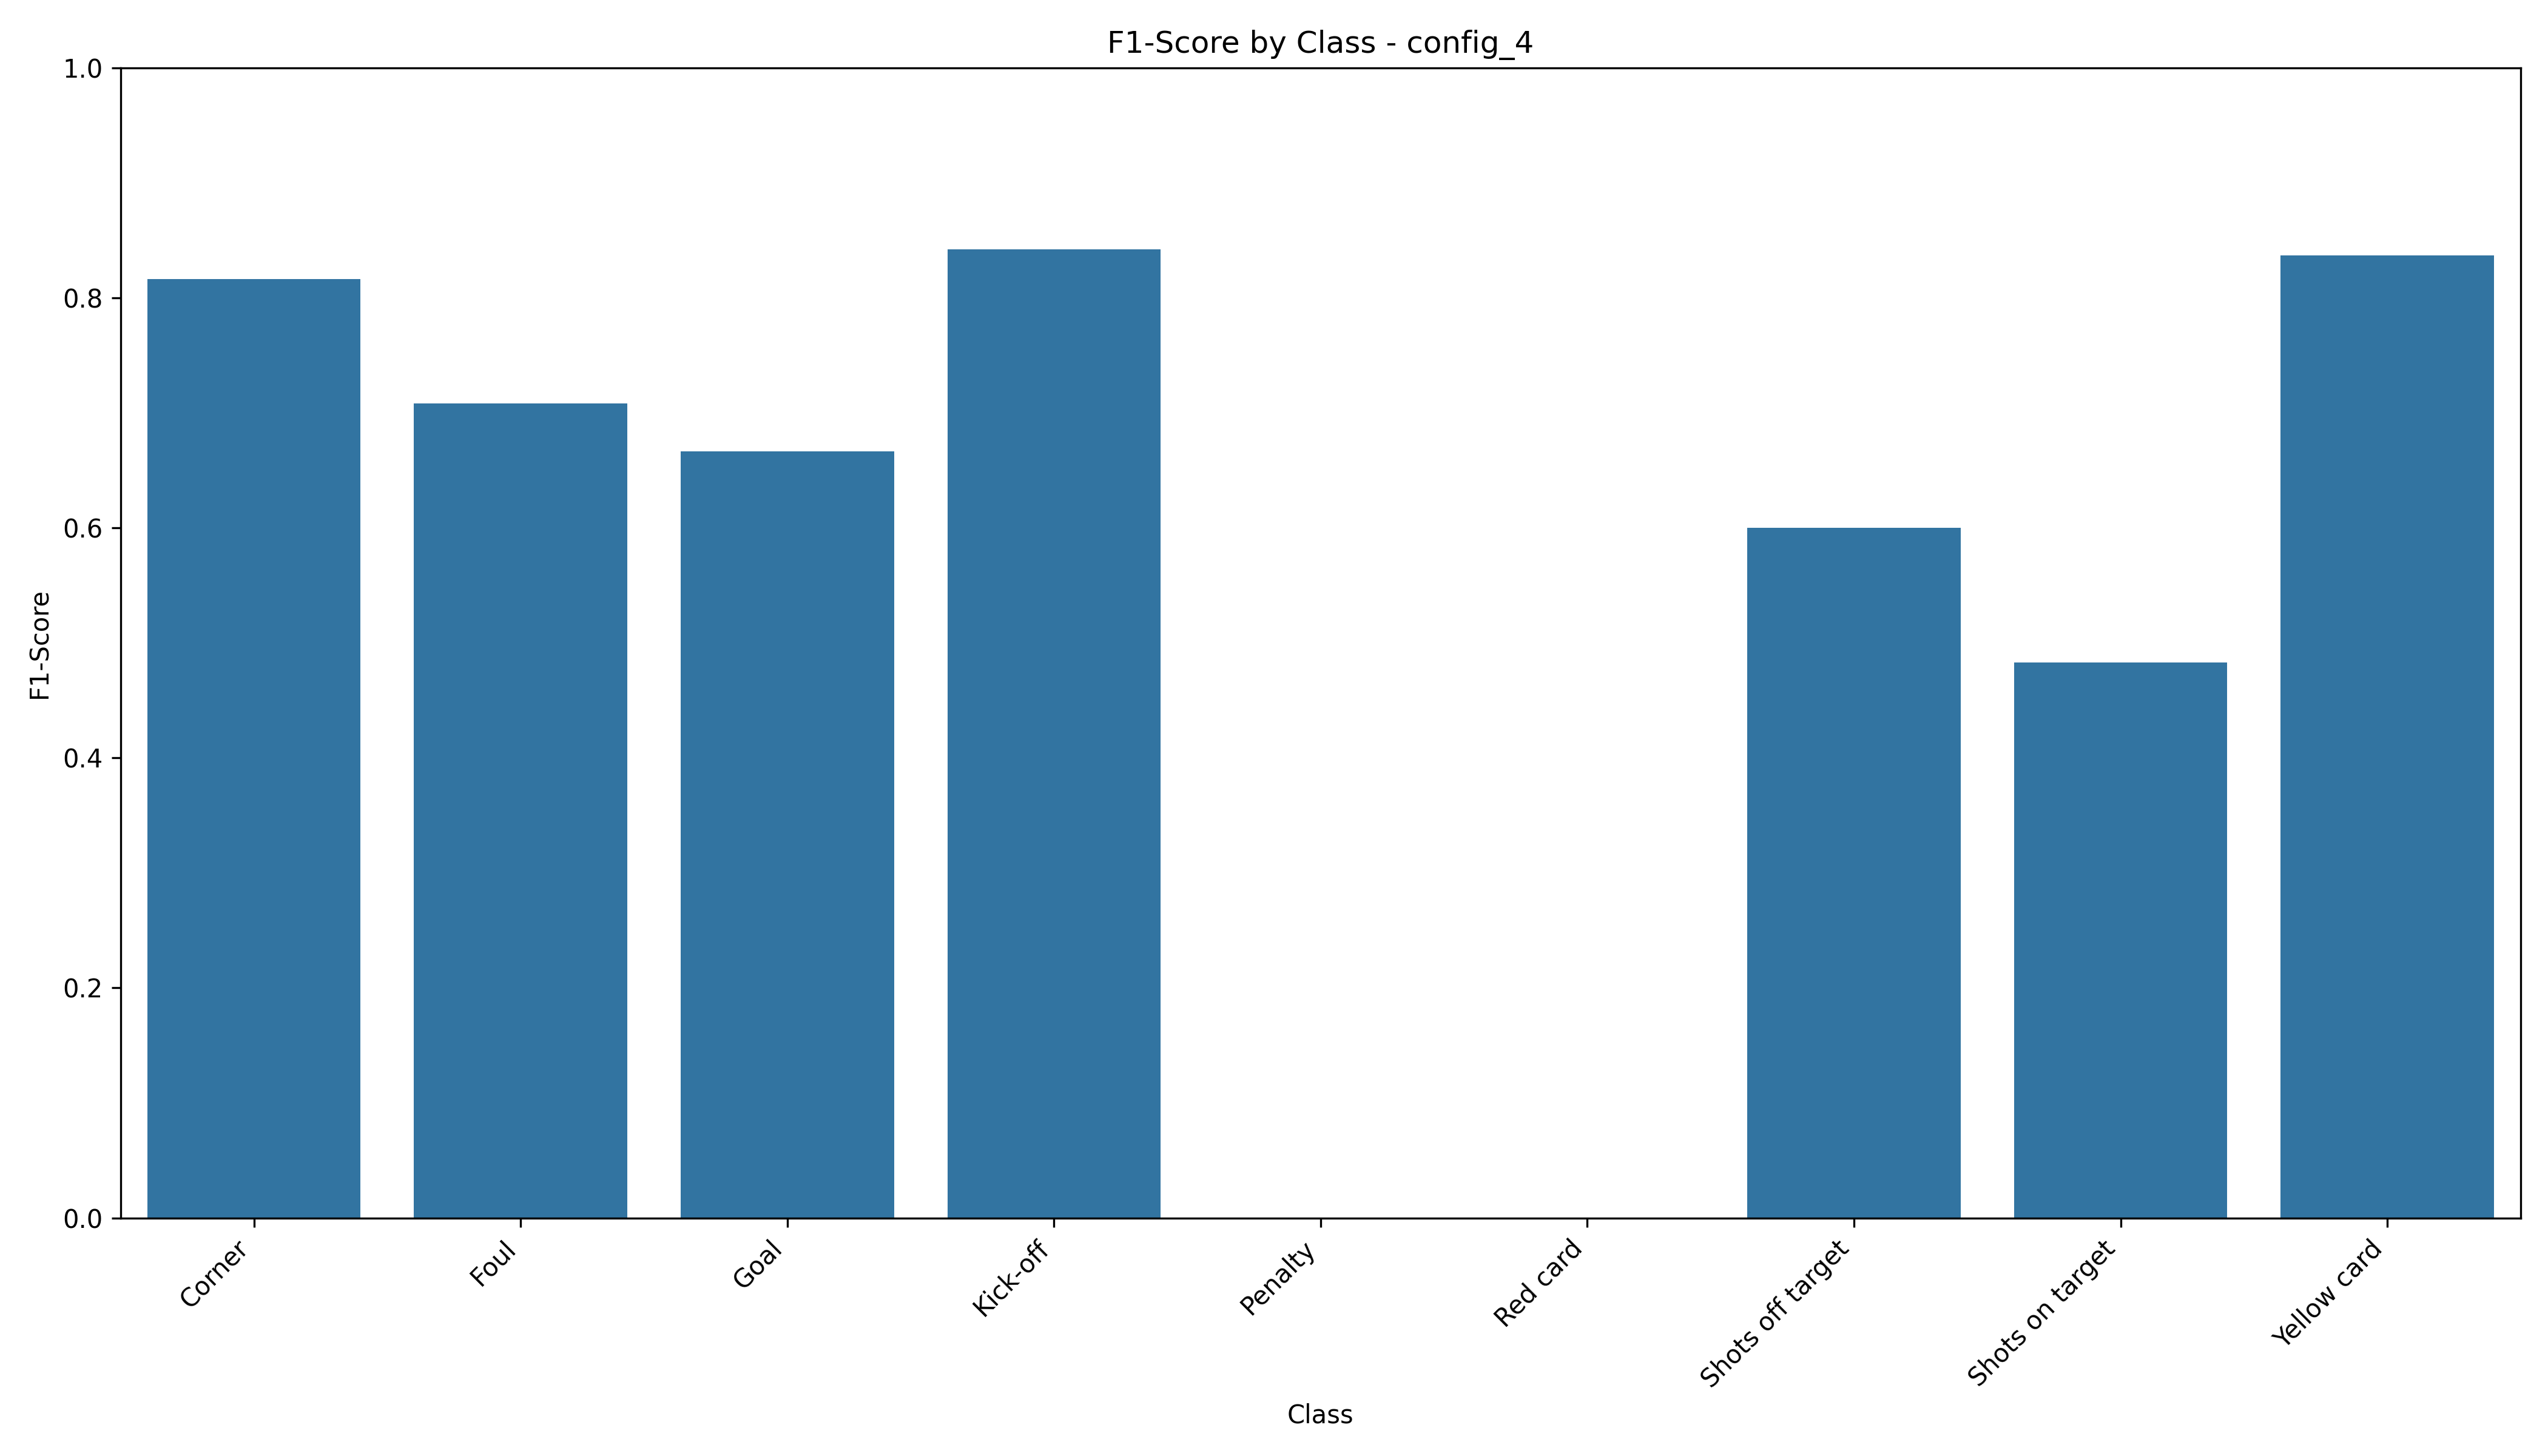 F1-Score by Class - config_4
1.0
0.8
0.6
0.4
0.2
0.0
F1-Score
Corner
Foul
Goal
Kick-off
Penalty
Red card
Shots off target
Shots on target
Yellow card
Class